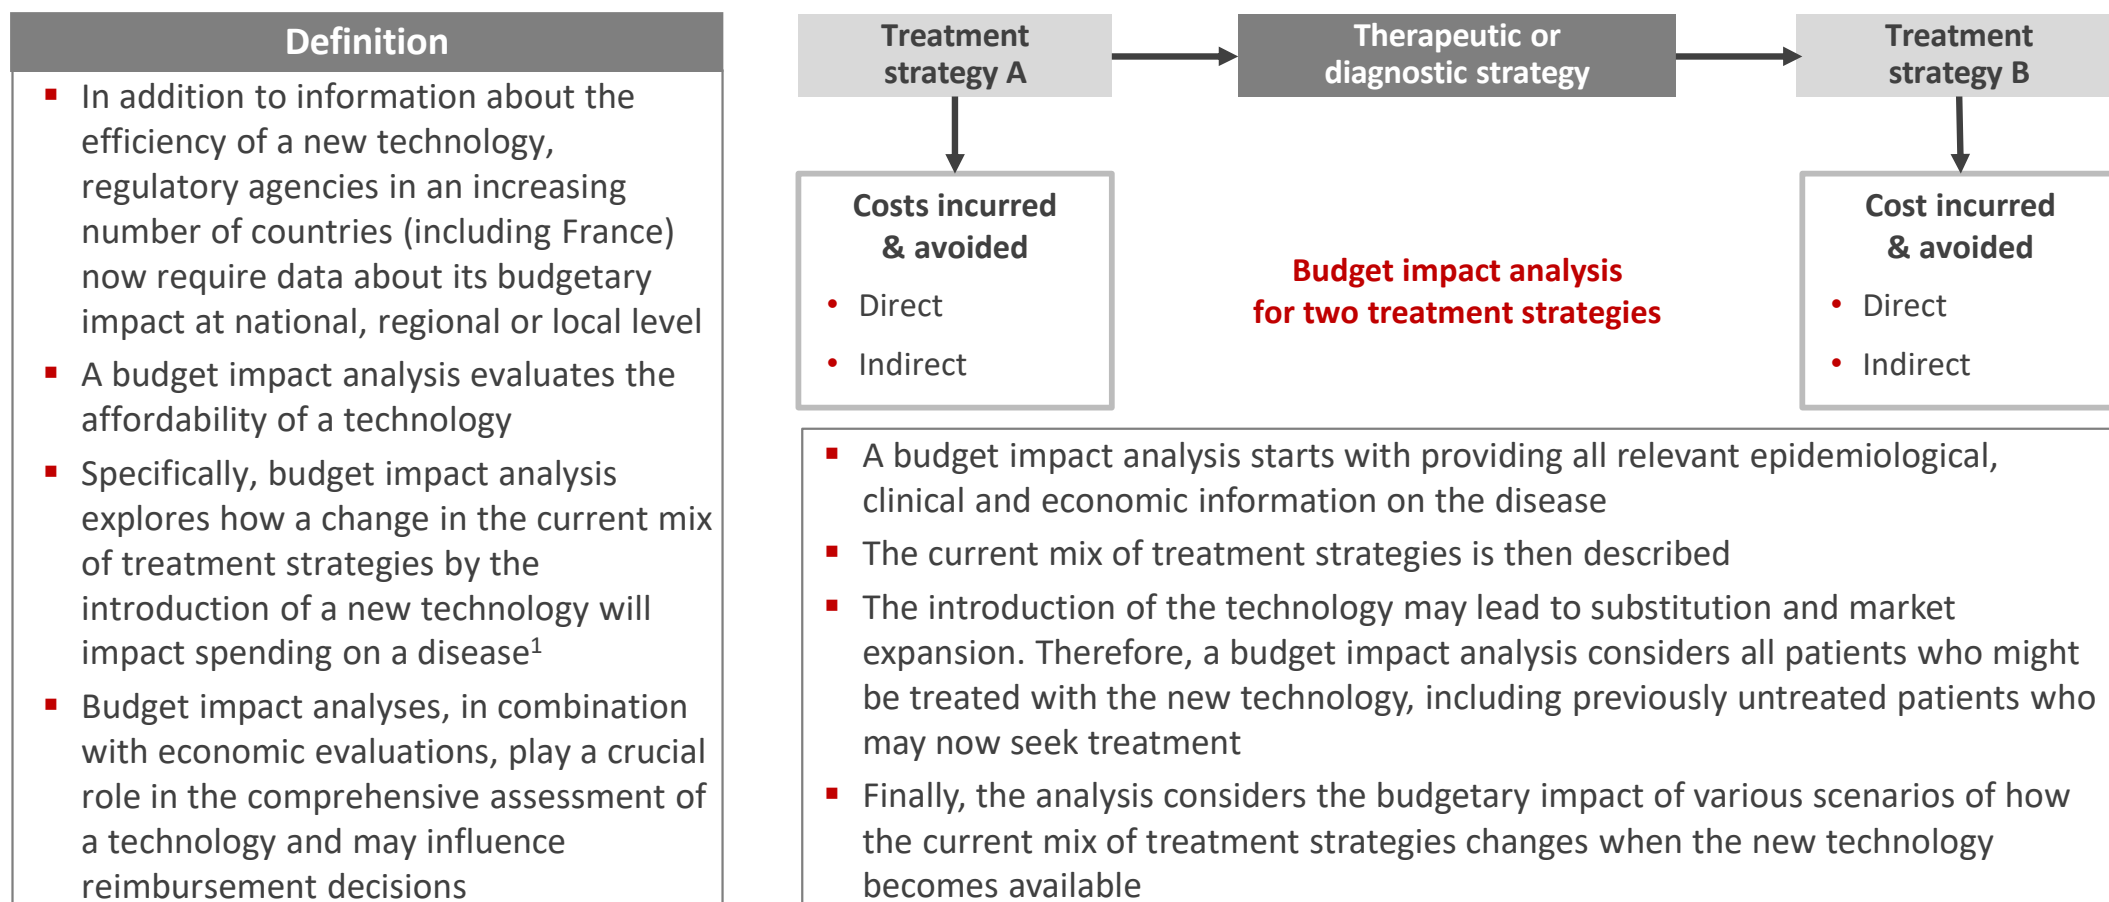 Definition
▪ In addition to information about the
efficiency of a new technology,
regulatory agencies in an increasing
number of countries (including France)
now require data about its budgetary
impact at national, regional or local level
▪ A budget impact analysis evaluates the
affordability of a technology
▪ Specifically, budget impact analysis
explores how a change in the current mix
of treatment strategies by the
introduction of a new technology will
impact spending on a disease¹
▪ Budget impact analyses, in combination
with economic evaluations, play a crucial
role in the comprehensive assessment of
a technology and may influence
reimbursement decisions
Treatment
strategy A
Therapeutic or
diagnostic strategy
Treatment
strategy B
Costs incurred
& avoided
• Direct
• Indirect
Budget impact analysis
for two treatment strategies
Cost incurred
& avoided
• Direct
• Indirect
▪ A budget impact analysis starts with providing all relevant epidemiological,
clinical and economic information on the disease
▪ The current mix of treatment strategies is then described
▪ The introduction of the technology may lead to substitution and market
expansion. Therefore, a budget impact analysis considers all patients who might
be treated with the new technology, including previously untreated patients who
may now seek treatment
▪ Finally, the analysis considers the budgetary impact of various scenarios of how
the current mix of treatment strategies changes when the new technology
becomes available